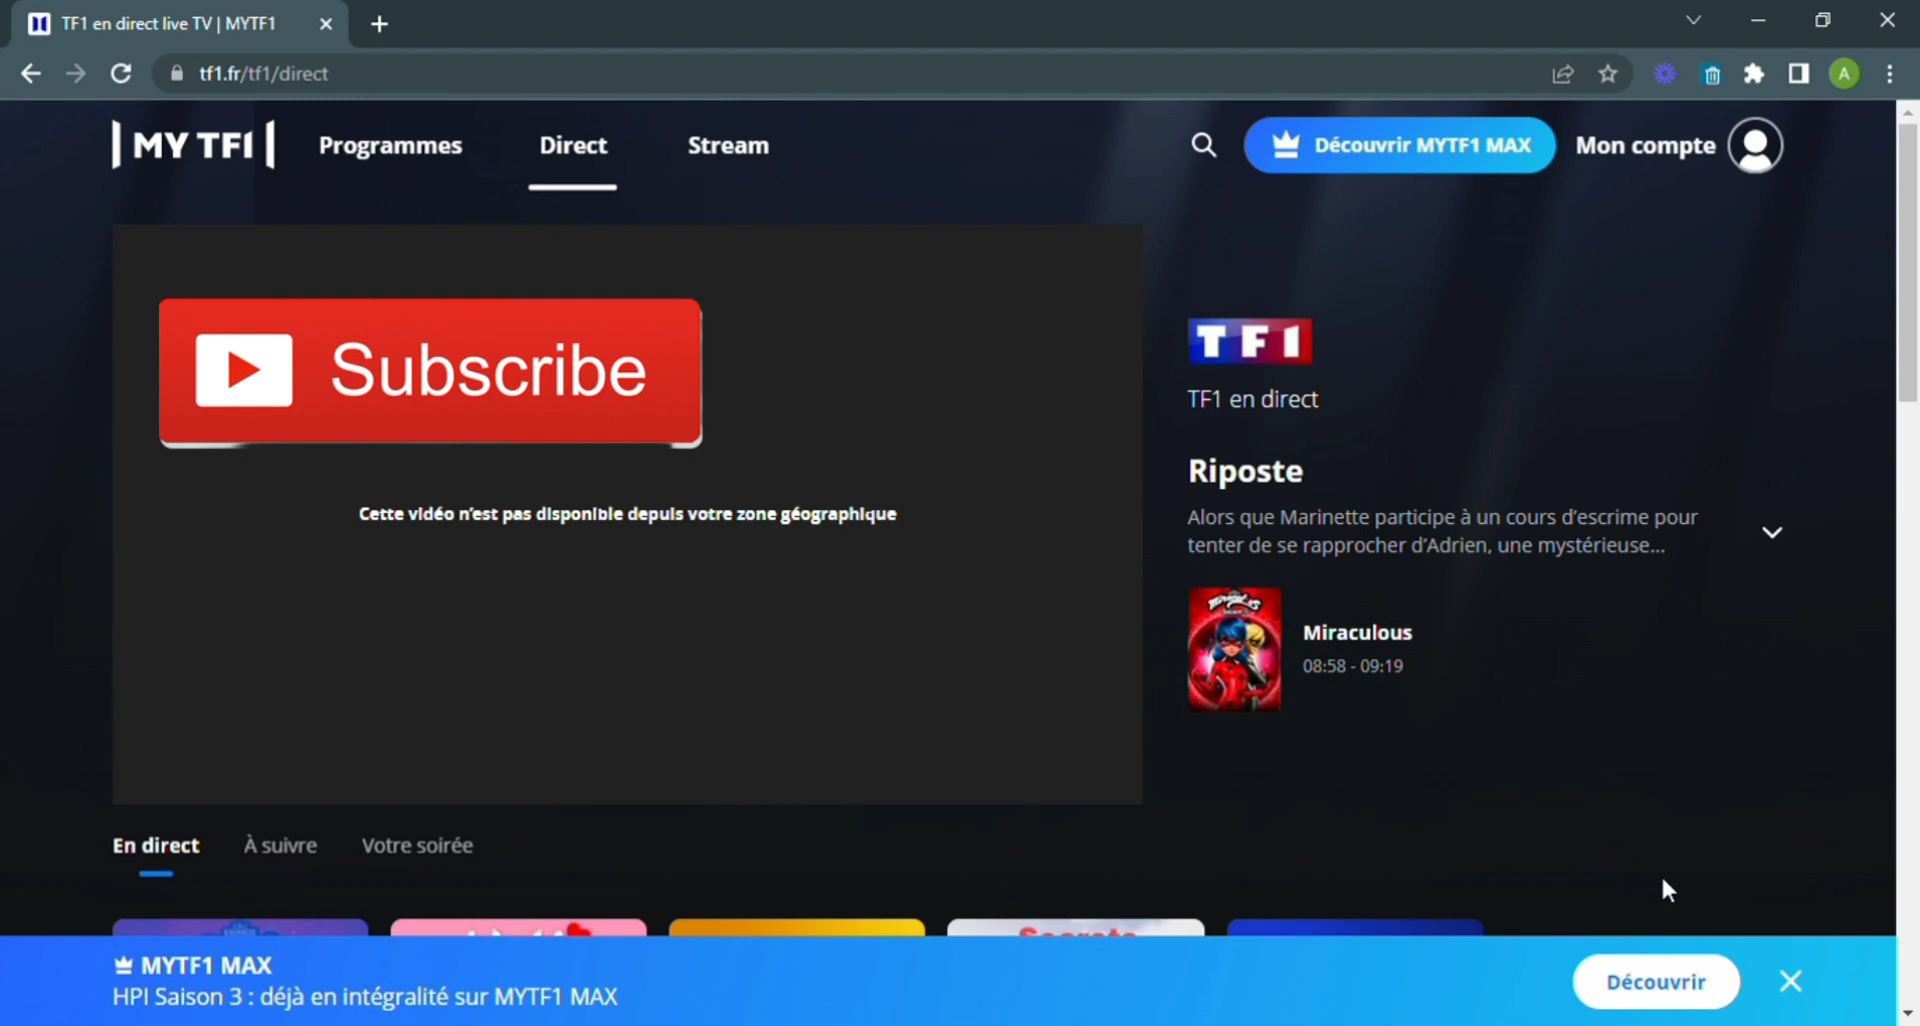 TF1 en direct live TV | MYTF1
tf1.fr/tf1/direct
A
MY TF1
Programmes
Direct
Stream
Découvrir MYTF1 MAX
Mon compte
Subscribe
Cette vidéo n'est pas disponible depuis votre zone géographique
TF1
TF1 en direct
Riposte
Alors que Marinette participe à un cours d'escrime pour
tenter de se rapprocher d'Adrien, une mystérieuse...
Miraculous
08:58 - 09:19
En direct
À suivre
Votre soirée
MYTF1 MAX
HPI Saison 3 : déjà en intégralité sur MYTF1 MAX
Découvrir